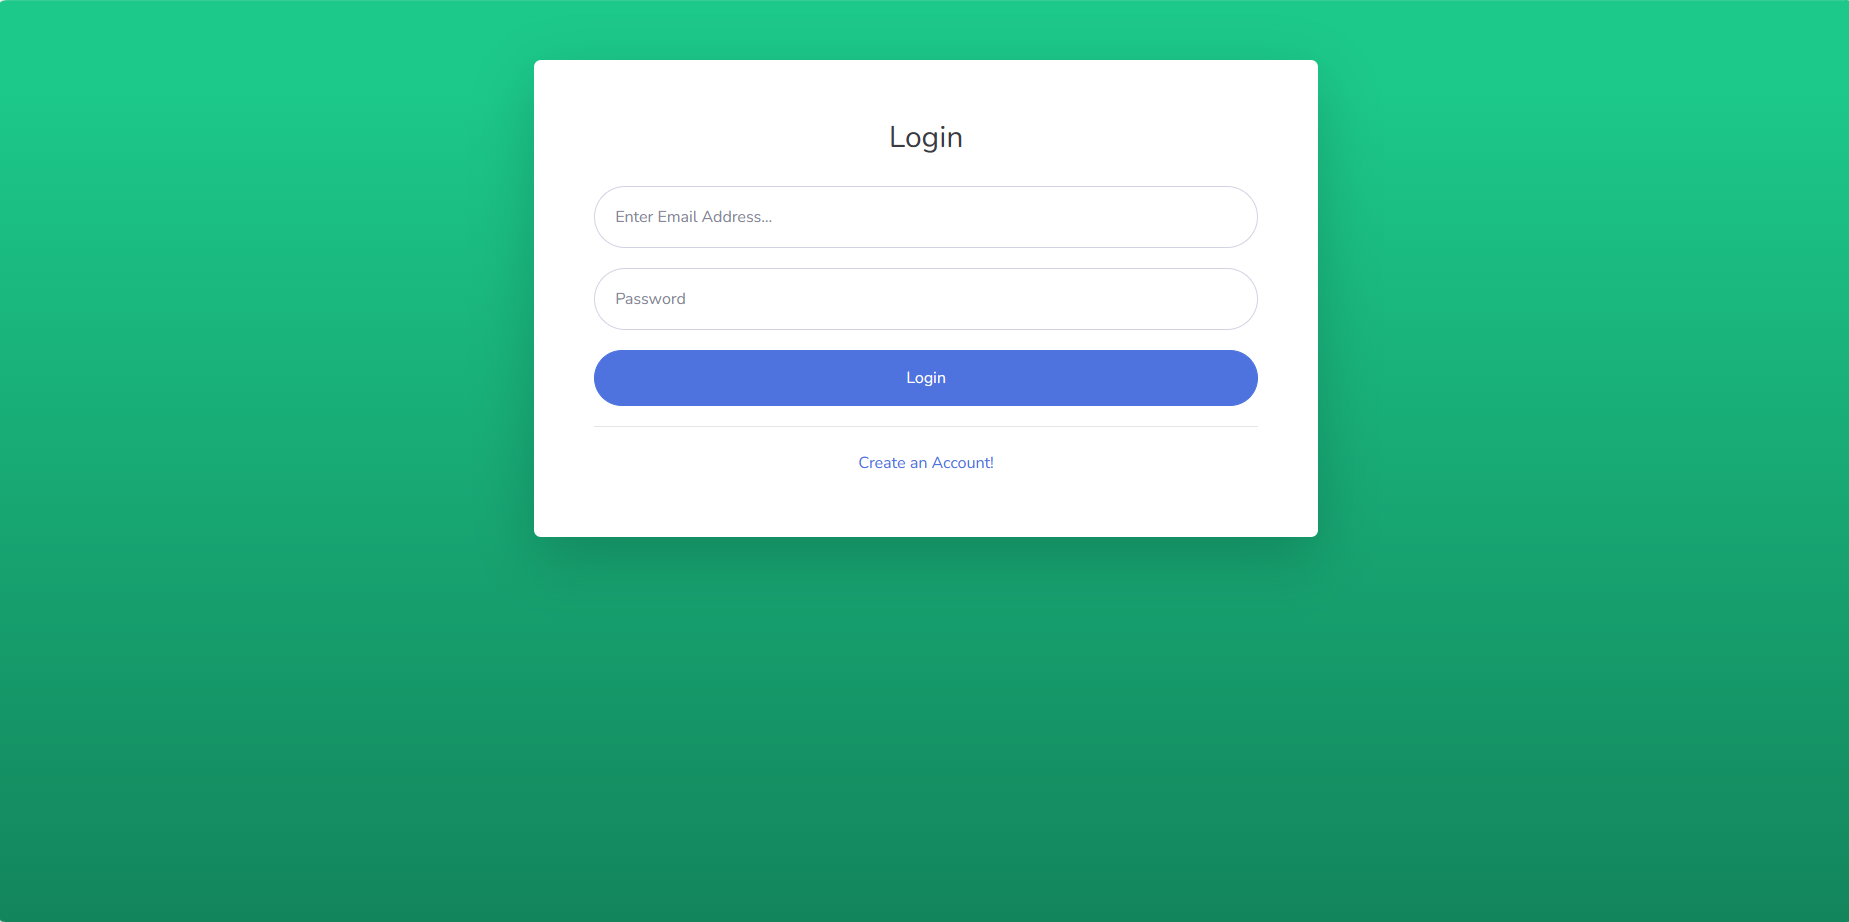 Login
Enter Email Address...
Password
Login
Create an Account!